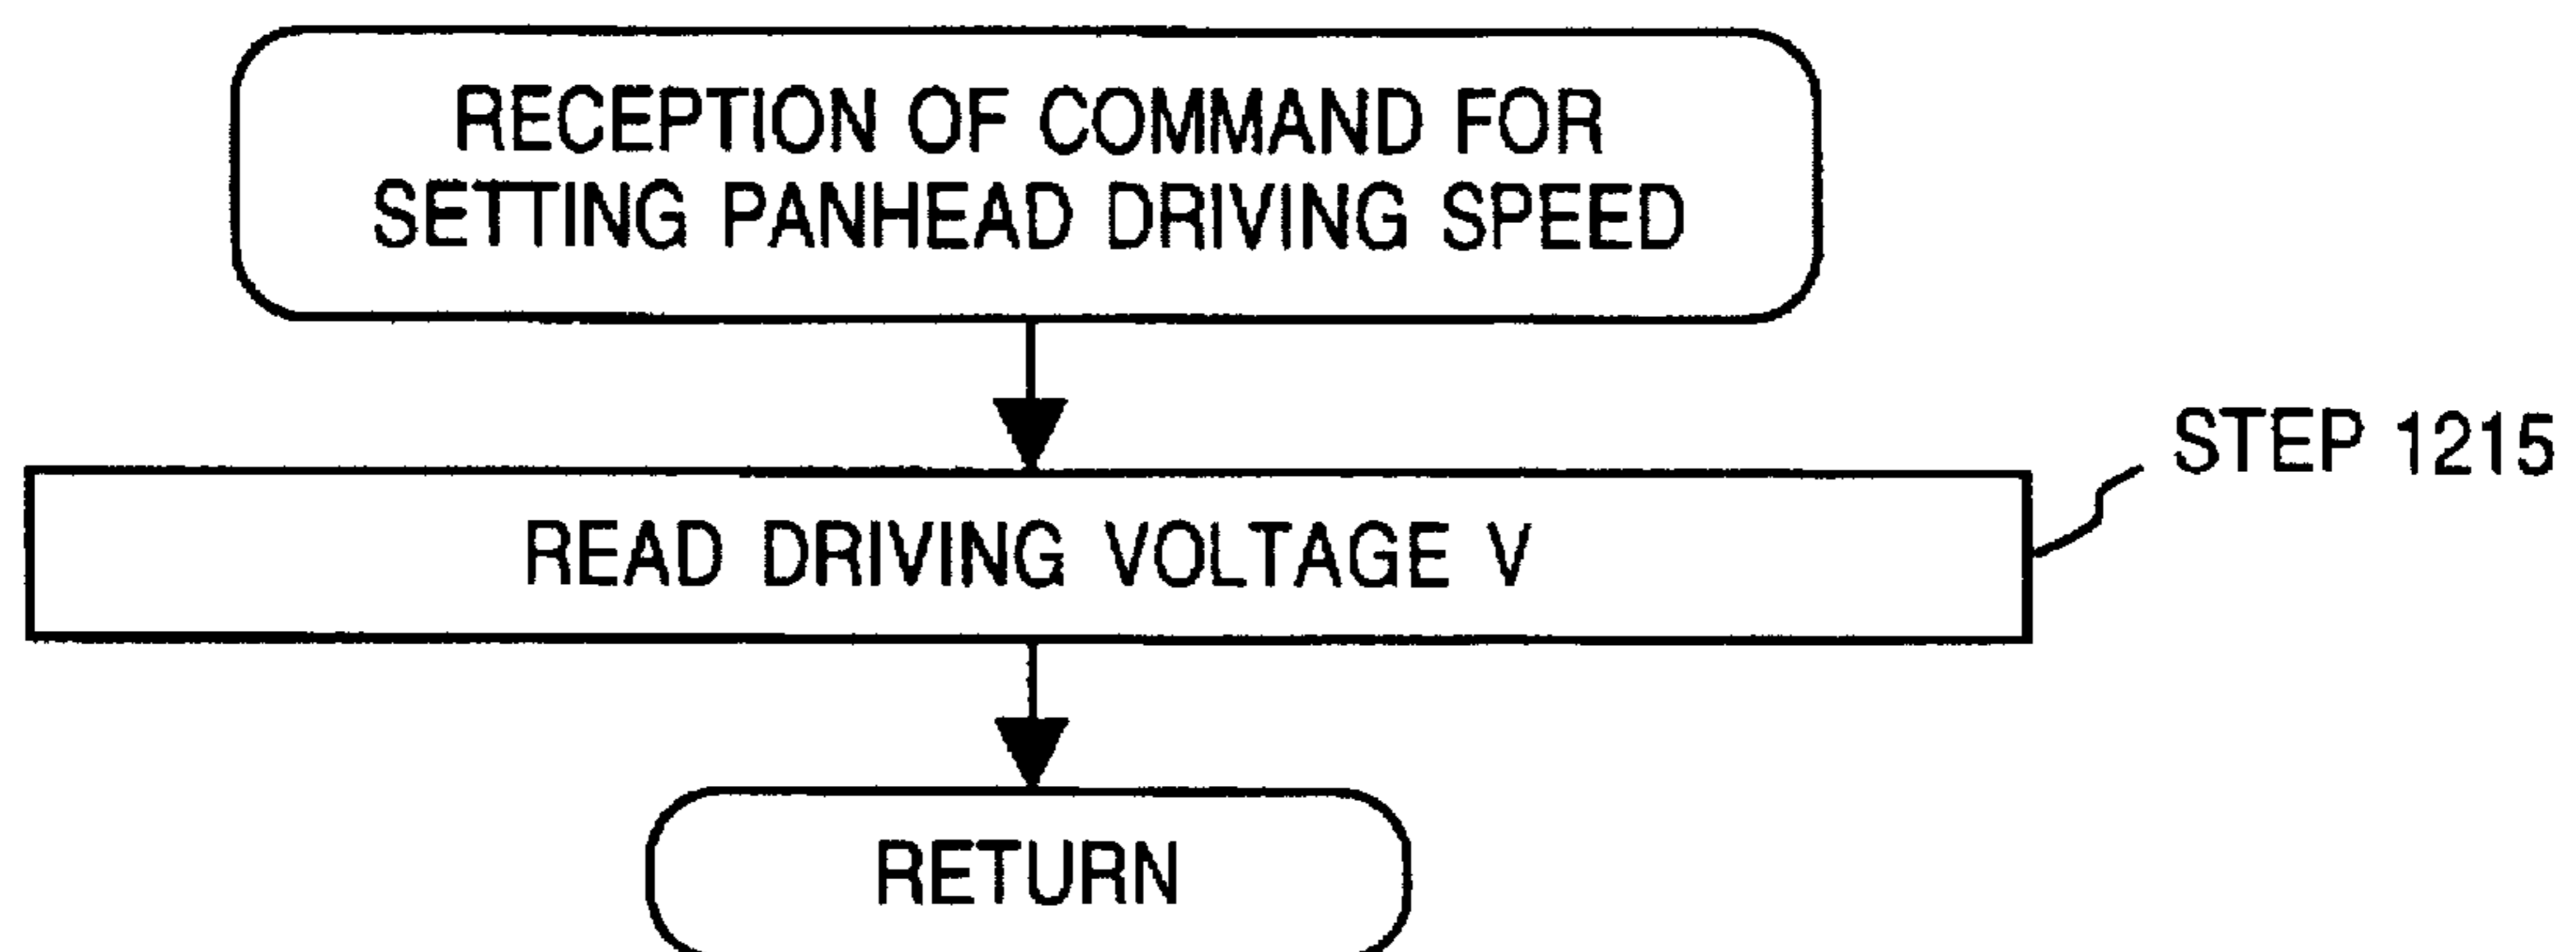 RECEPTION OF COMMAND FOR
SETTING PANHEAD DRIVING SPEED
STEP 1215
READ DRIVING VOLTAGE V
RETURN